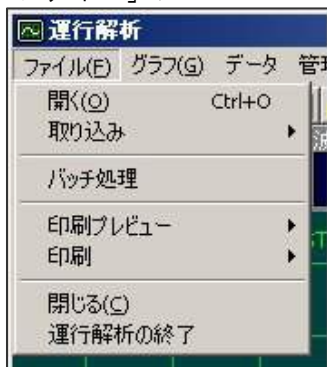 運行解析
ファイル(F) グラフ(G) データ
開く(O) Ctrl+O
取り込み
バッチ処理
印刷プレビュー
印刷
閉じる(C)
運行解析の終了